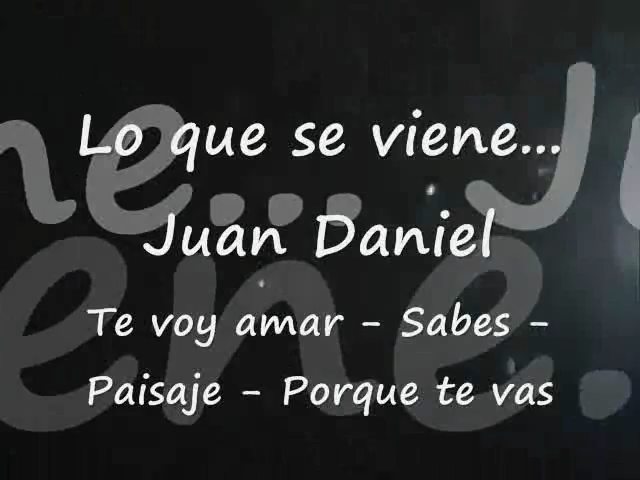 Lo que se viene...
Juan Daniel
Te voy amar - Sabes -
Paisaje - Porque te vas